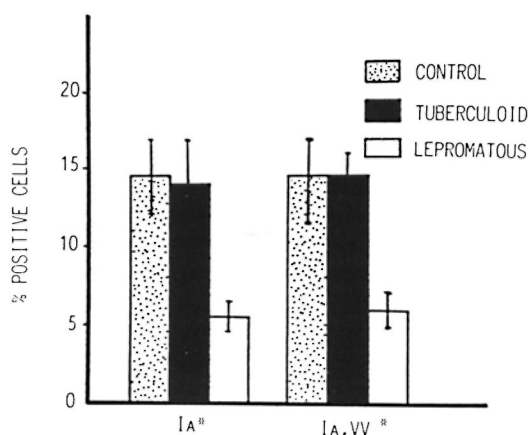 % POSITIVE CELLS
20
15
10
5
0
CONTROL
TUBERCULOID
LEPROMATOUS
IA*
IA,VV *